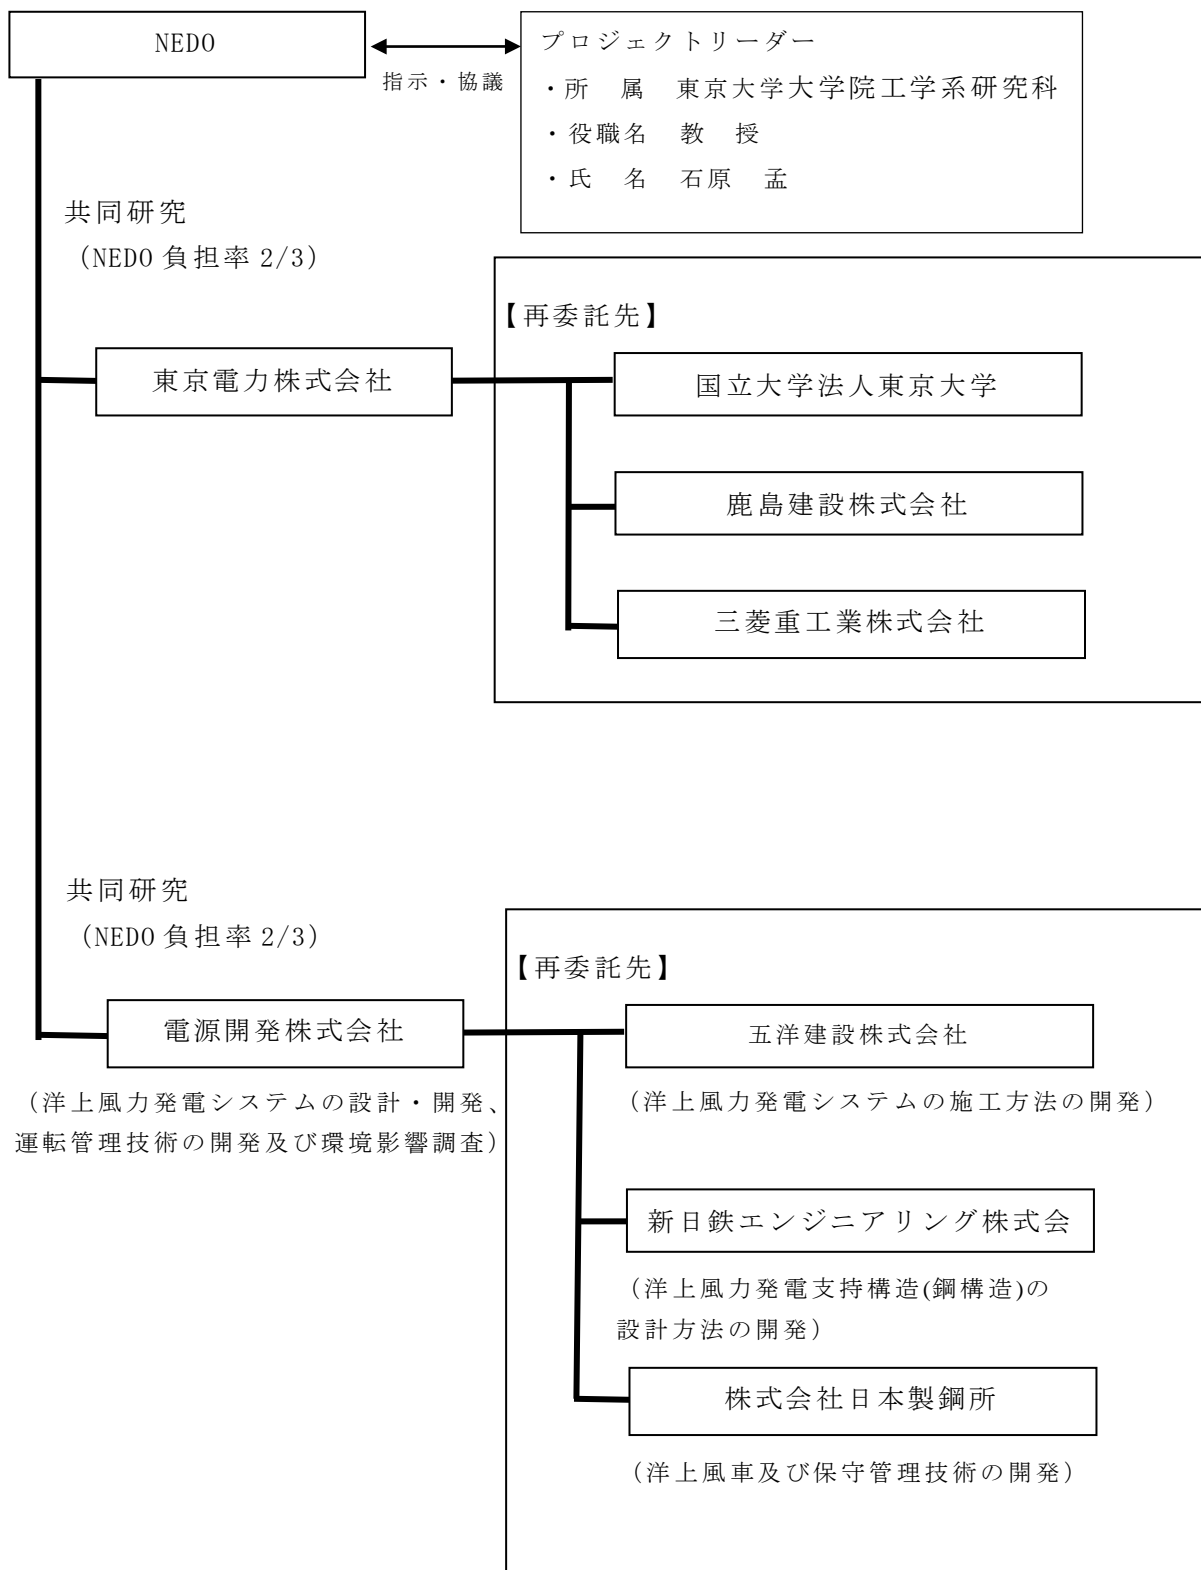 NEDO
指示・協議
プロジェクトリーダー
・所　属　東京大学大学院工学系研究科
・役職名　教　授
・氏　名　石原　孟
共同研究
（NEDO 負担率 2/3）
【再委託先】
東京電力株式会社
国立大学法人東京大学
鹿島建設株式会社
三菱重工業株式会社
共同研究
（NEDO 負担率 2/3）
【再委託先】
電源開発株式会社
（洋上風力発電システムの設計・開発、
運転管理技術の開発及び環境影響調査）
五洋建設株式会社
（洋上風力発電システムの施工方法の開発）
新日鉄エンジニアリング株式会
（洋上風力発電支持構造(鋼構造)の
設計方法の開発）
株式会社日本製鋼所
（洋上風車及び保守管理技術の開発）